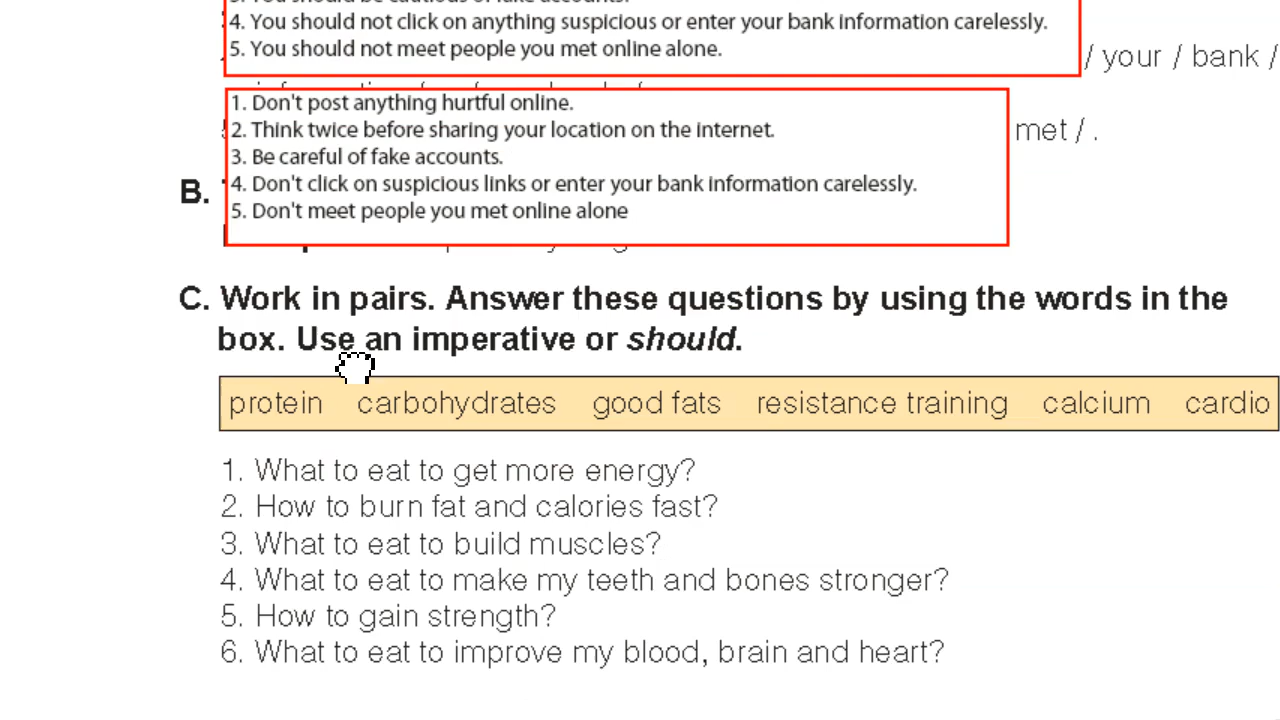 4. You should not click on anything suspicious or enter your bank information carelessly.
5. You should not meet people you met online alone.
/ your / bank /
1. Don't post anything hurtful online.
2. Think twice before sharing your location on the internet.
met / .
3. Be careful of fake accounts.
4. Don't click on suspicious links or enter your bank information carelessly.
B.
5. Don't meet people you met online alone
C. Work in pairs. Answer these questions by using the words in the
box. Use an imperative or should.
protein carbohydrates good fats resistance training calcium cardio
1. What to eat to get more energy?
2. How to burn fat and calories fast?
3. What to eat to build muscles?
4. What to eat to make my teeth and bones stronger?
5. How to gain strength?
6. What to eat to improve my blood, brain and heart?